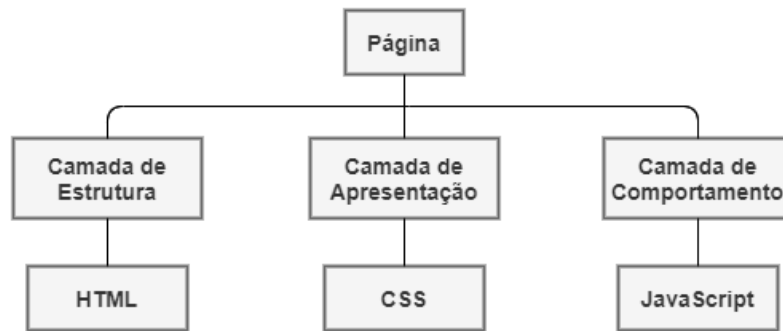 Página
Camada de
Estrutura
Camada de
Apresentação
Camada de
Comportamento
HTML
CSS
JavaScript